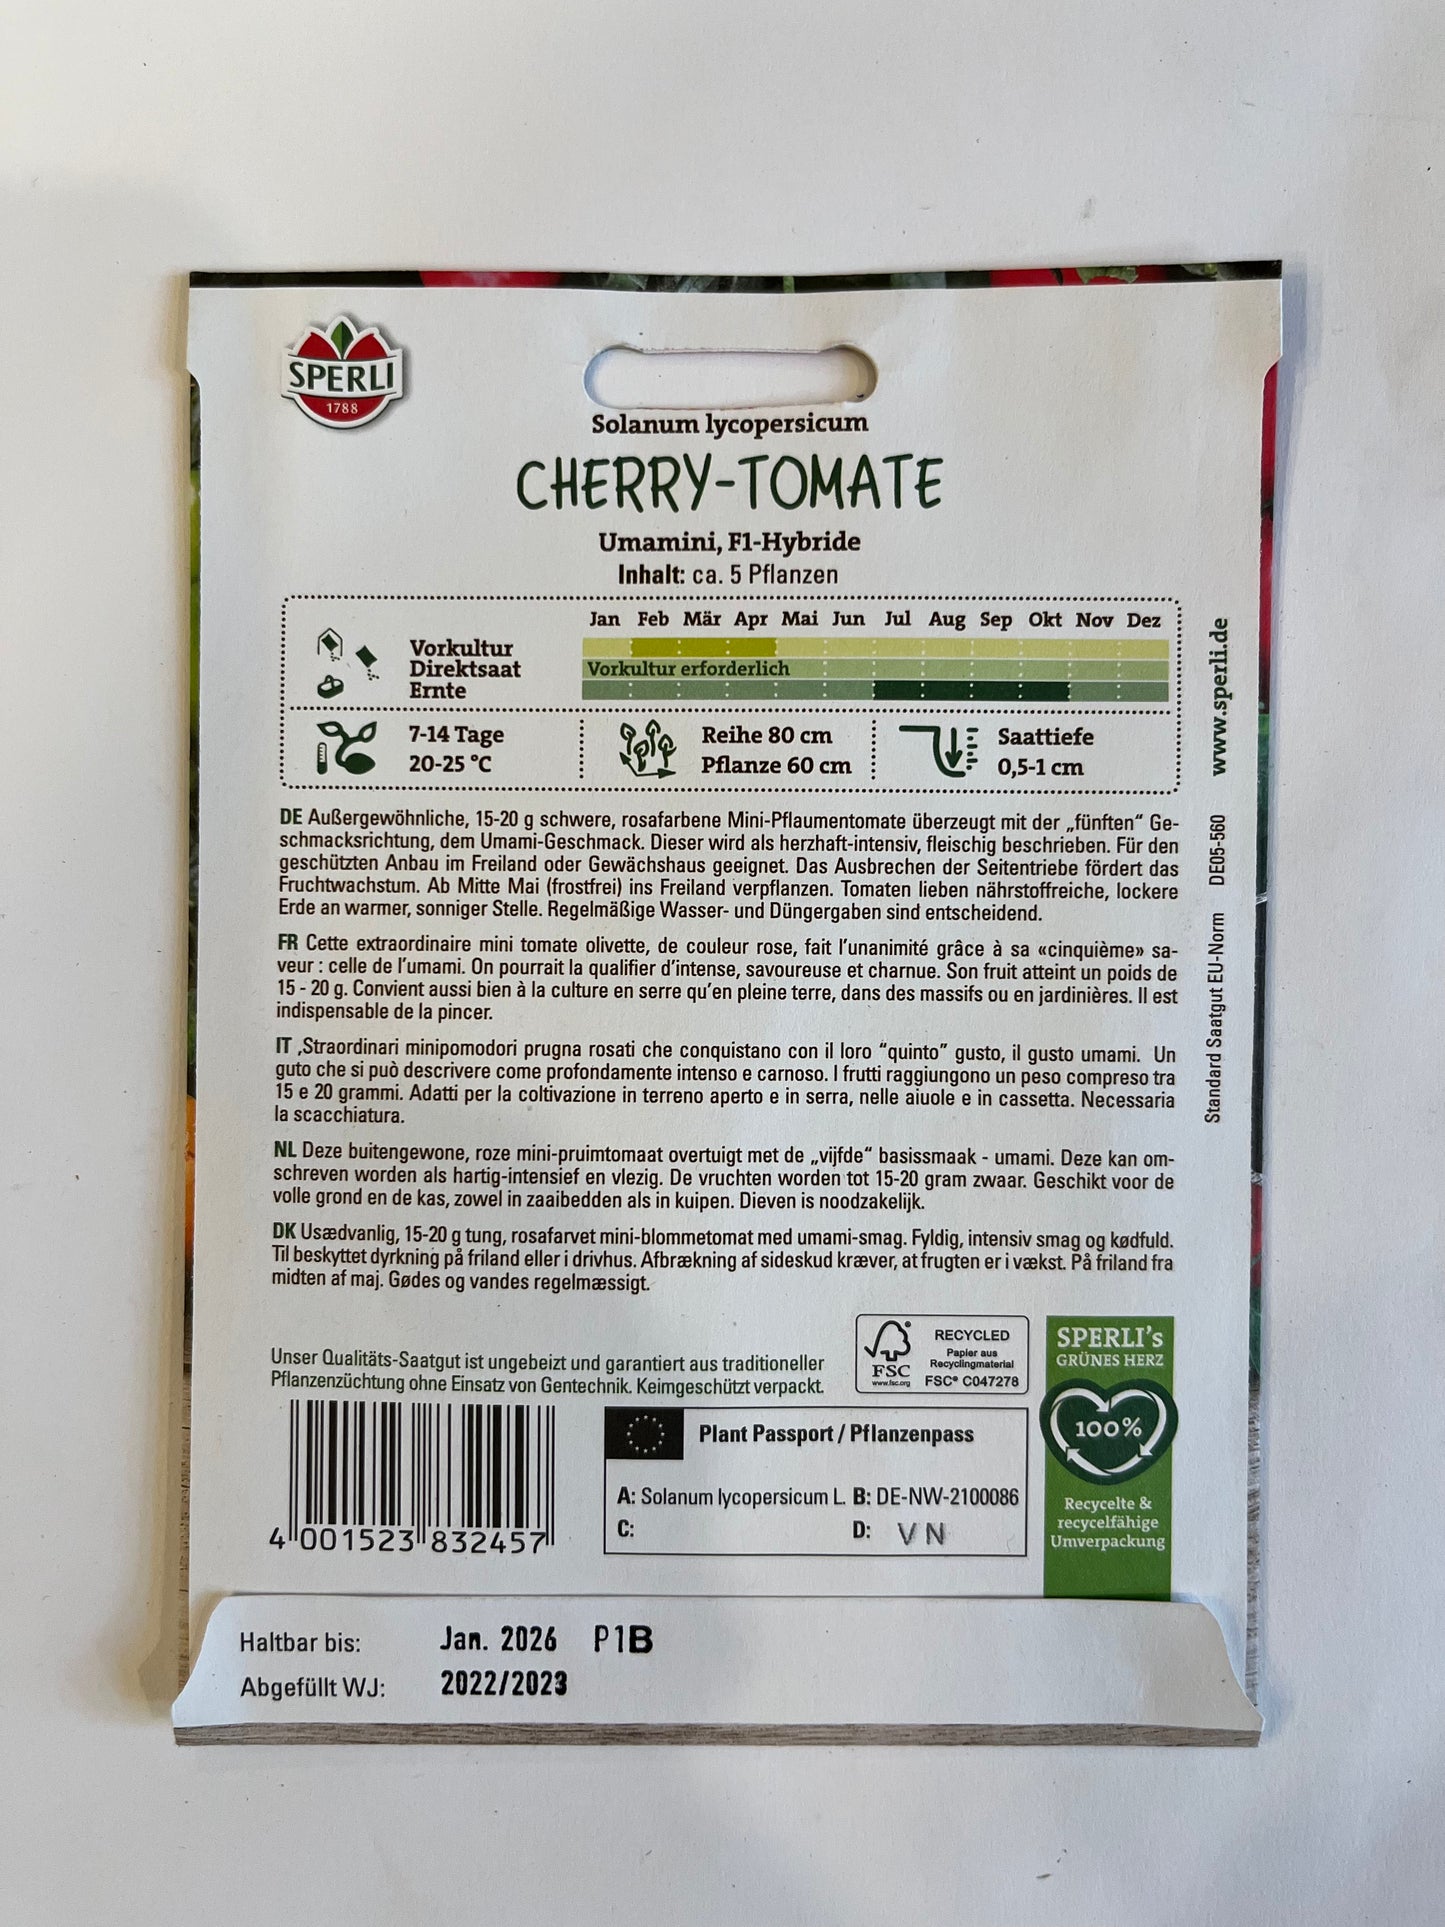 SPERLI
1788
Solanum lycopersicum
CHERRY-TOMATE
Umamini, F1-Hybride
Inhalt: ca. 5 Pflanzen
Jan Feb Mär Apr Mai Jun Jul Aug Sep Okt Nov Dez
Vorkultur
Direktsaat Vorkultur erforderlich
Ernte
7-14 Tage
20-25 °C
Reihe 80 cm
Pflanze 60 cm
Saattiefe
0,5-1 cm
DE Außergewöhnliche, 15-20 g schwere, rosafarbene Mini-Pflaumentomate überzeugt mit der „fünften“ Ge-
schmacksrichtung, dem Umami-Geschmack. Dieser wird als herzhaft-intensiv, fleischig beschrieben. Für den
geschützten Anbau im Freiland oder Gewächshaus geeignet. Das Ausbrechen der Seitentriebe fördert das
Fruchtwachstum. Ab Mitte Mai (frostfrei) ins Freiland verpflanzen. Tomaten lieben nährstoffreiche, lockere
Erde an warmer, sonniger Stelle. Regelmäßige Wasser- und Düngergaben sind entscheidend.
FR Cette extraordinaire mini tomate olivette, de couleur rose, fait l’unanimité grâce à sa «cinquième» sa-
veur : celle de l’umami. On pourrait la qualifier d’intense, savoureuse et charnue. Son fruit atteint un poids de
15 - 20 g. Convient aussi bien à la culture en serre qu’en pleine terre, dans des massifs ou en jardinières. Il est
indispensable de la pincer.
IT ,Straordinari minipomodori prugna rosati che conquistano con il loro “quinto” gusto, il gusto umami. Un
guto che si può descrivere come profondamente intenso e carnoso. I frutti raggiungono un peso compreso tra
15 e 20 grammi. Adatti per la coltivazione in terreno aperto e in serra, nelle aiuole e in cassetta. Necessaria
la scacchiatura.
NL Deze buitengewone, roze mini-pruimtomaat overtuigt met de „vijfde“ basissmaak - umami. Deze kan om-
schreven worden als hartig-intensief en vlezig. De vruchten worden tot 15-20 gram zwaar. Geschikt voor de
volle grond en de kas, zowel in zaaibedden als in kuipen. Dieven is noodzakelijk.
DK Usædvanlig, 15-20 g tung, rosafarvet mini-blommetomat med umami-smag. Fyldig, intensiv smag og kødfuld.
Til beskyttet dyrkning på friland eller i drivhus. Afbrækning af sideskud kræver, at frugten er i vækst. På friland fra
midten af maj. Gødes og vandes regelmæssigt.
www.sperli.de
DE05-560
Standard Saatgut EU-Norm
Unser Qualitäts-Saatgut ist ungebeizt und garantiert aus traditioneller
Pflanzenzüchtung ohne Einsatz von Gentechnik. Keimgeschützt verpackt.
FSC
www.fsc.org
RECYCLED
Papier aus
Recyclingmaterial
FSC® C047278
SPERLI’s
GRÜNES HERZ
100%
Recycelte &
recycelfähige
Umverpackung
4 001523 832457
Plant Passport / Pflanzenpass
A: Solanum lycopersicum L. B: DE-NW-2100086
C: D: VN
Haltbar bis: Jan. 2026 P1B
Abgefüllt WJ: 2022/2023